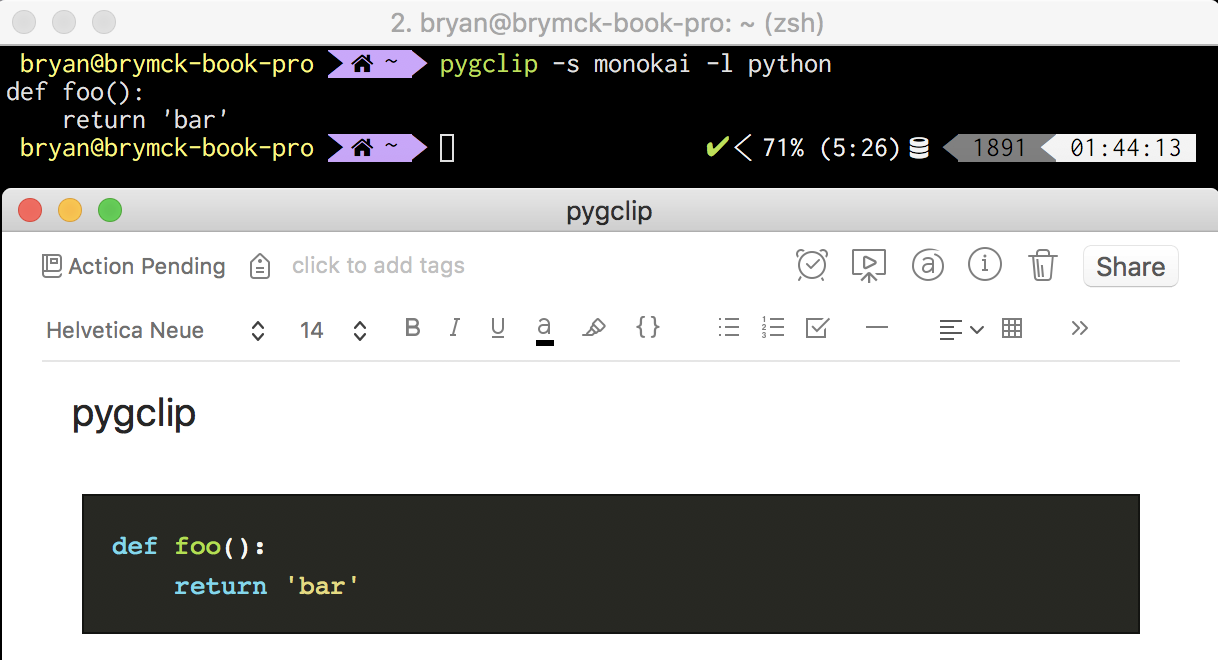 2. bryan@brymck-book-pro: ~ (zsh)
bryan@brymck-book-pro ~ pygclip -s monokai -l python
def foo():
    return 'bar'
bryan@brymck-book-pro ~ ✔ 71% (5:26) 1891 01:44:13
pygclip
Action Pending click to add tags Share
Helvetica Neue 14 B I U a {}
pygclip
def foo():
    return 'bar'